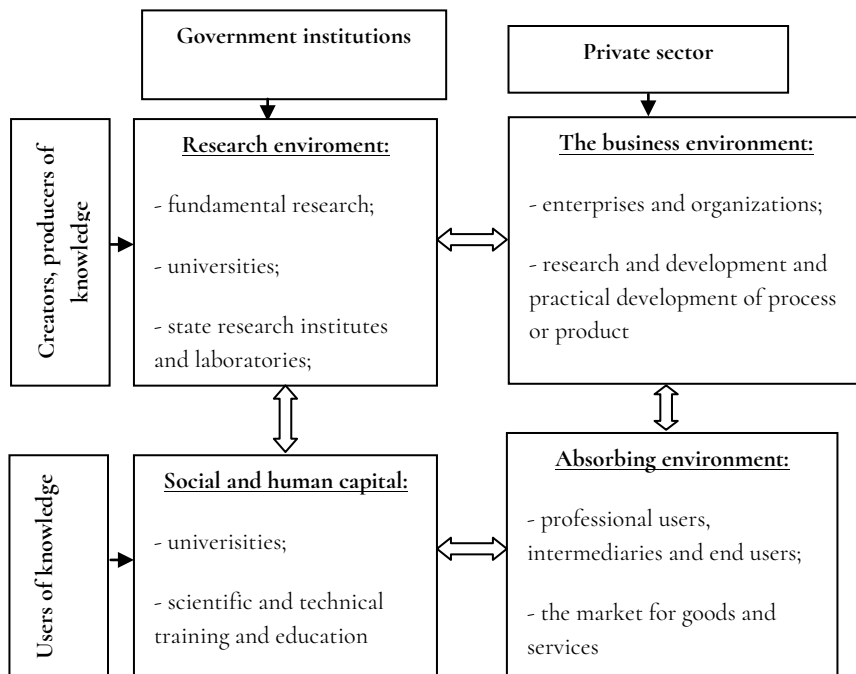 Government institutions
Private sector
Creators, producers of
knowledge
Research enviroment:
- fundamental research;
- universities;
- state research institutes
and laboratories;
The business environment:
- enterprises and organizations;
- research and development and
practical development of process
or product
Users of knowledge
Social and human capital:
- univerisities;
- scientific and technical
training and education
Absorbing environment:
- professional users,
intermediaries and end users;
- the market for goods and
services